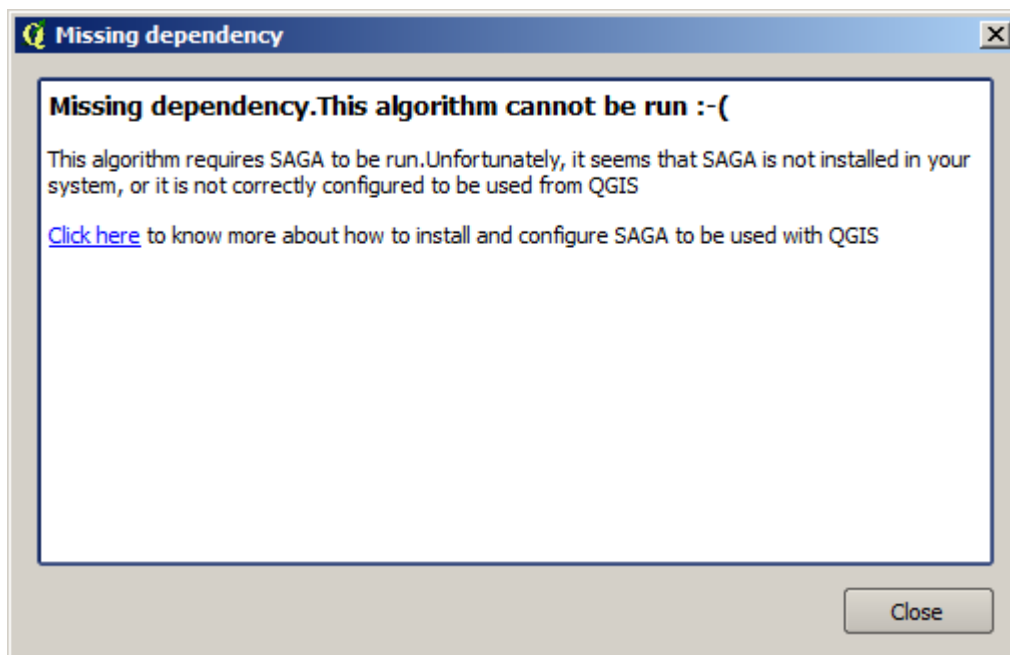 Missing dependency
Missing dependency.This algorithm cannot be run :-(
This algorithm requires SAGA to be run.Unfortunately, it seems that SAGA is not installed in your
system, or it is not correctly configured to be used from QGIS
Click here to know more about how to install and configure SAGA to be used with QGIS
Close